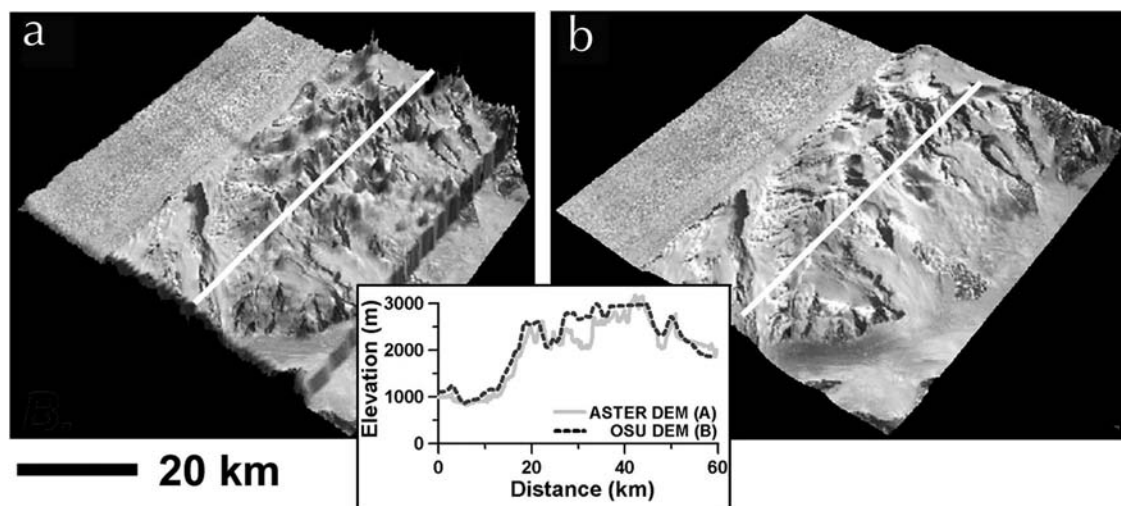 a
b
B.
3000
2000
1000
0
Elevation (m)
ASTER DEM (A)
OSU DEM (B)
0
20
40
60
Distance (km)
20 km